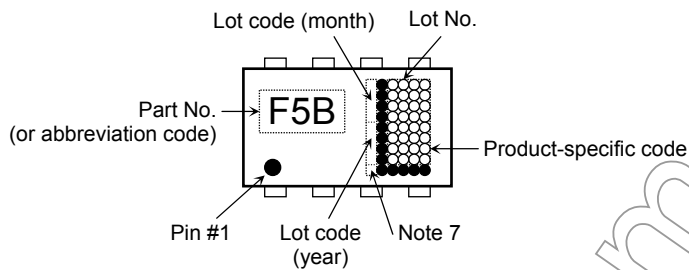 Lot code (month)
Lot No.
Part No.
(or abbreviation code)
F5B
Product-specific code
Pin #1
Lot code
(year)
Note 7
m